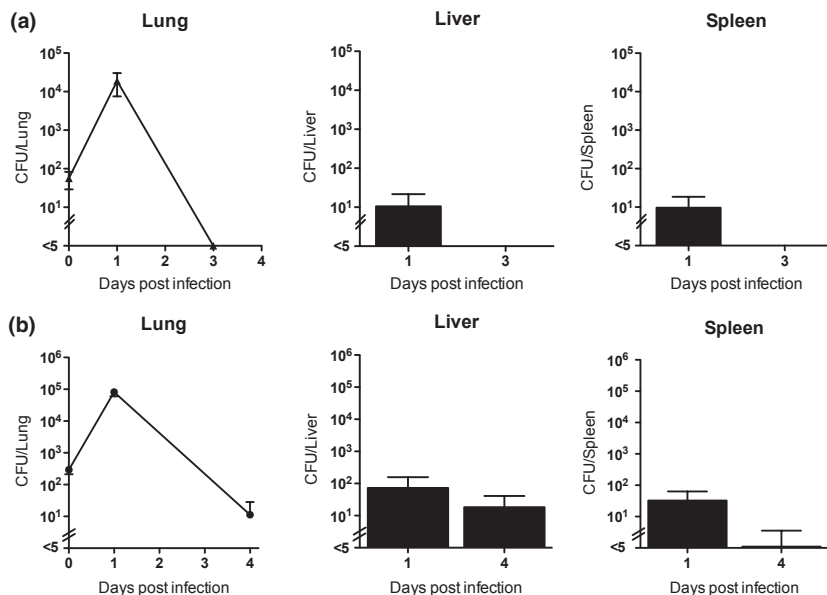 (a)
Lung
CFU/Lung
10⁵
10⁴
10³
10²
10¹
<5
0 1 2 3 4
Days post infection
Liver
CFU/Liver
10⁵
10⁴
10³
10²
10¹
<5
1 3
Days post infection
Spleen
CFU/Spleen
10⁵
10⁴
10³
10²
10¹
<5
1 3
Days post infection
(b)
Lung
CFU/Lung
10⁶
10⁵
10⁴
10³
10²
10¹
<5
0 1 2 3 4
Days post infection
Liver
CFU/Liver
10⁶
10⁵
10⁴
10³
10²
10¹
<5
1 4
Days post infection
Spleen
CFU/Spleen
10⁶
10⁵
10⁴
10³
10²
10¹
<5
1 4
Days post infection